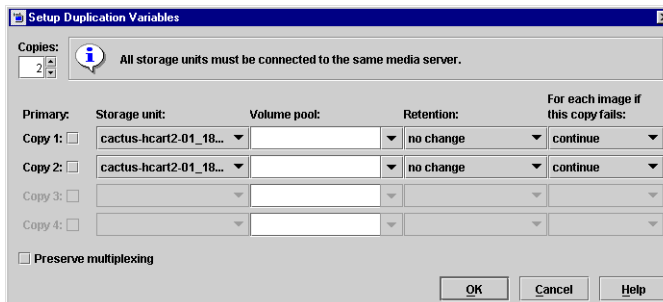 Setup Duplication Variables
Copies:
2
All storage units must be connected to the same media server.
For each image if
Primary: Storage unit: Volume pool: Retention: this copy fails:
Copy 1: cactus-hcart2-01_18... no change continue
Copy 2: cactus-hcart2-01_18... no change continue
Copy 3:
Copy 4:
Preserve multiplexing
OK Cancel Help